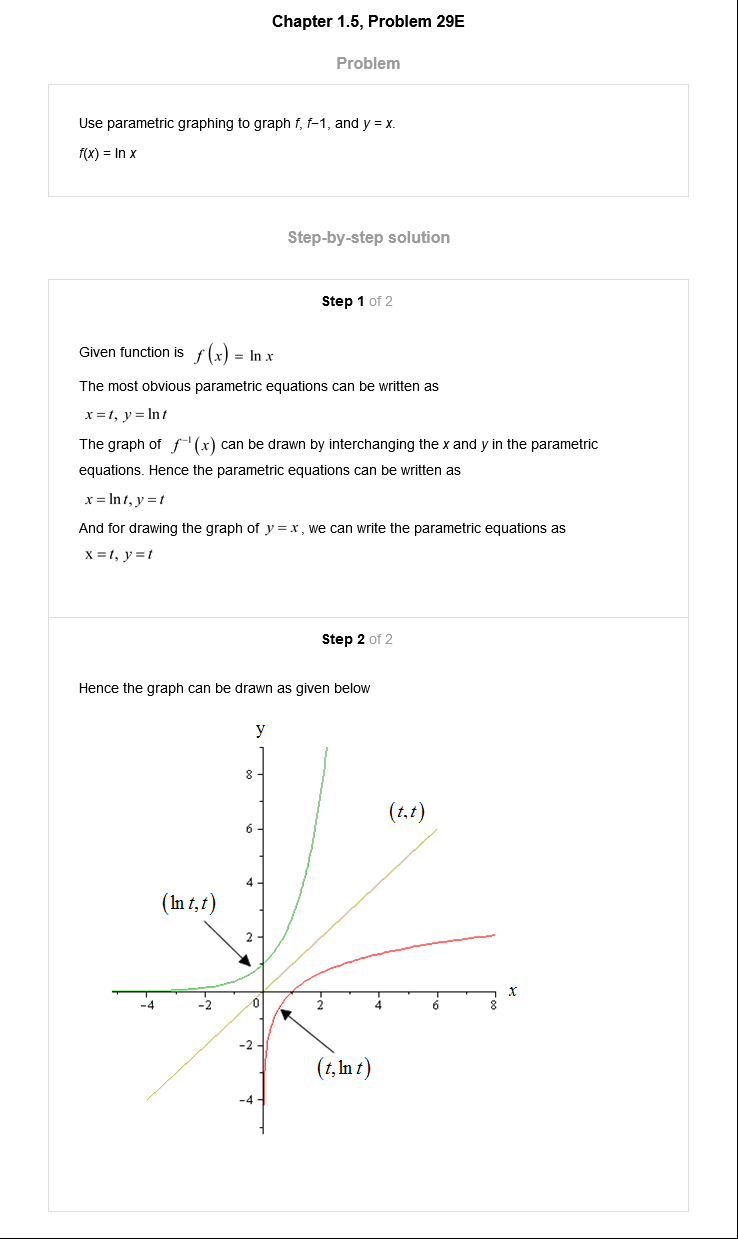 Chapter 1.5, Problem 29E
Problem
Use parametric graphing to graph f, f−1, and y = x.
f(x) = ln x
Step-by-step solution
Step 1 of 2
Given function is f(x) = ln x
The most obvious parametric equations can be written as
x = t, y = ln t
The graph of f⁻¹(x) can be drawn by interchanging the x and y in the parametric
equations. Hence the parametric equations can be written as
x = ln t, y = t
And for drawing the graph of y = x, we can write the parametric equations as
x = t, y = t
Step 2 of 2
Hence the graph can be drawn as given below
y
8
(t,t)
6
4
(ln t,t)
2
x
-4 -2 0 2 4 6 8
-2
(t,ln t)
-4